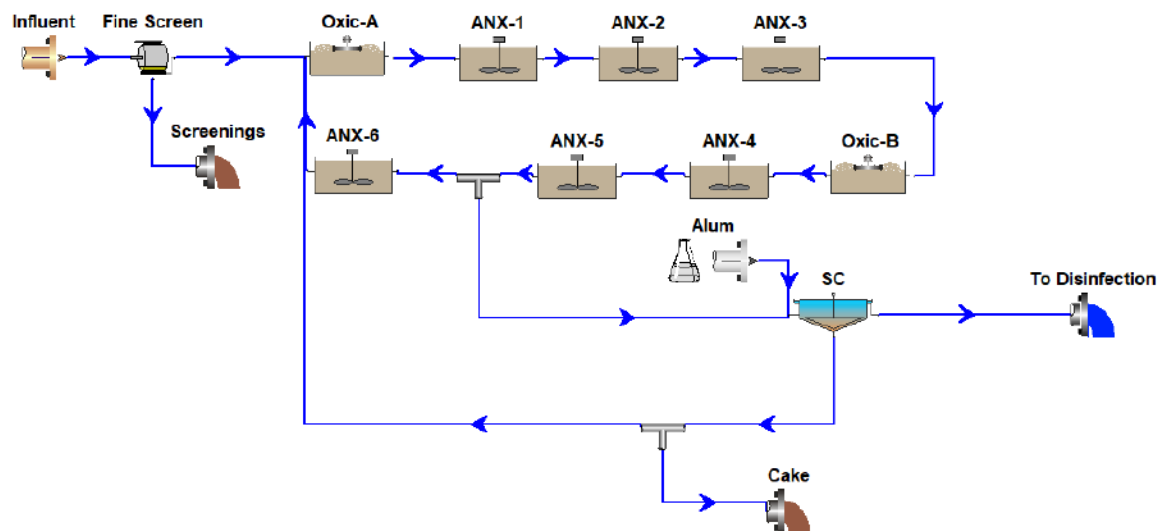 Influent
Fine Screen
Oxic-A
ANX-1
ANX-2
ANX-3
Screenings
ANX-6
ANX-5
ANX-4
Oxic-B
Alum
SC
To Disinfection
Cake